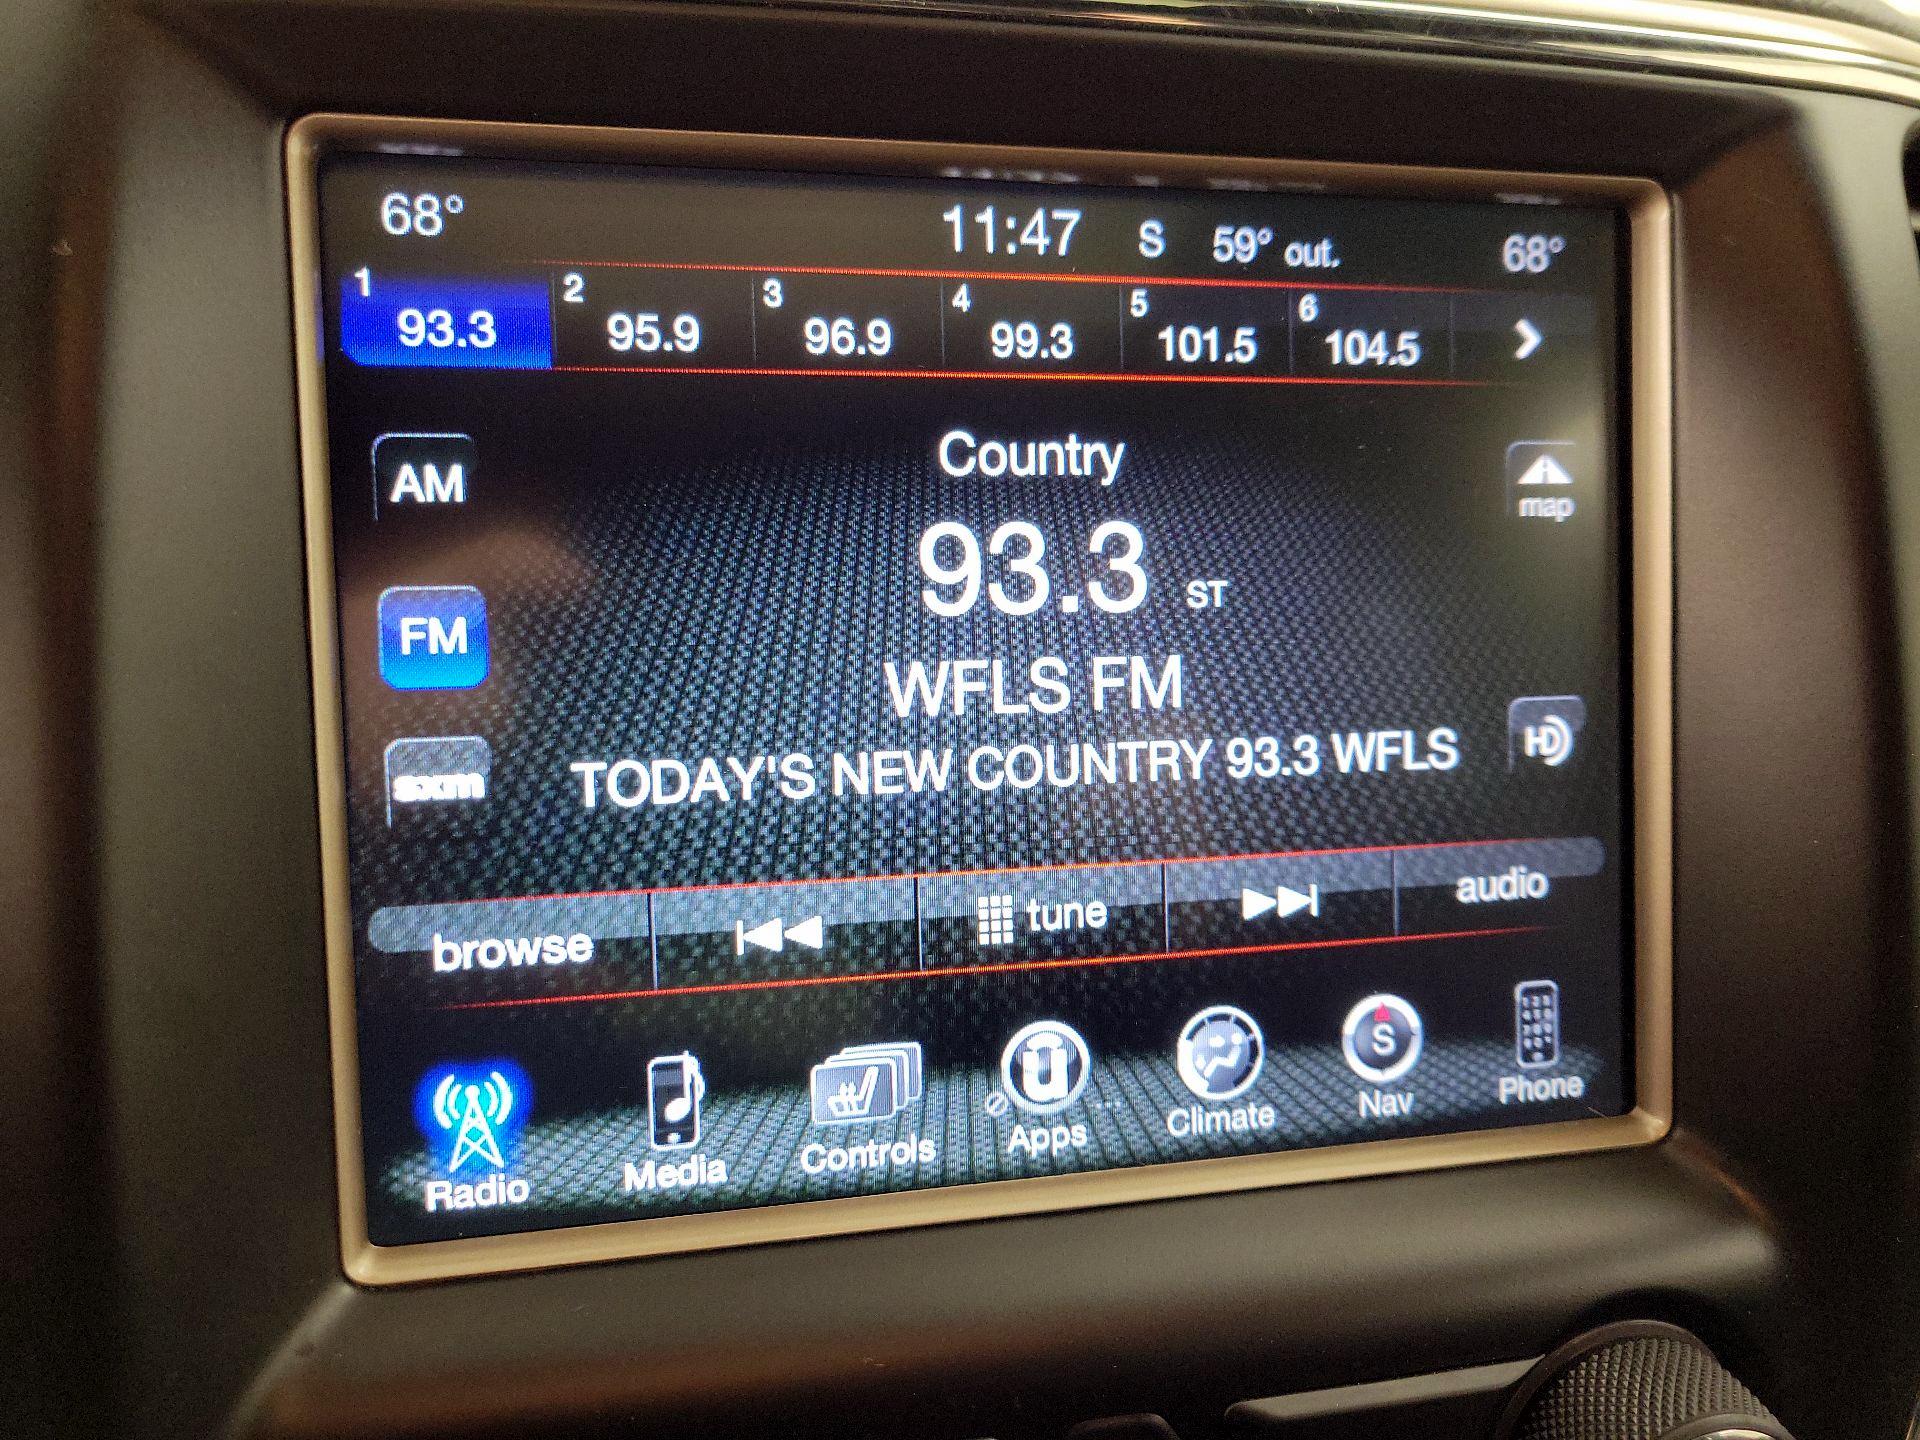 68° 11:47 S 59° out. 68°
1 2 3 4 5 6
93.3 95.9 96.9 99.3 101.5 104.5
Country
AM
map
93.3 ST
FM
WFLS FM
TODAY'S NEW COUNTRY 93.3 WFLS
HD
sxm
browse tune audio
S
Radio Media Controls Apps Climate Nav Phone